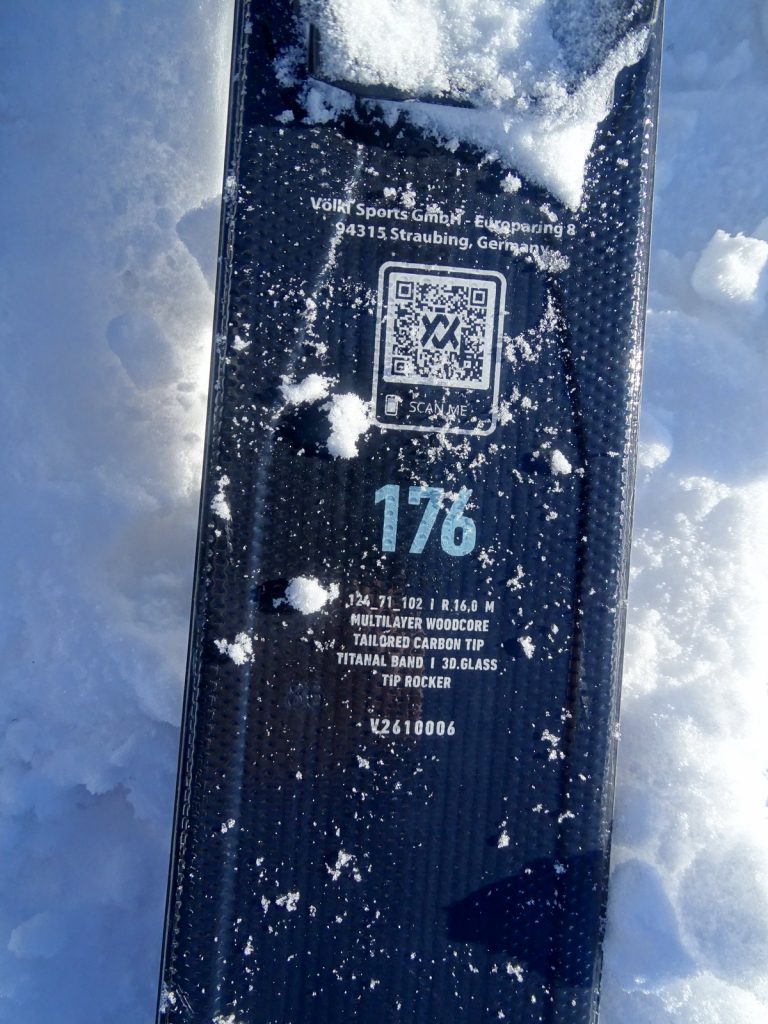 Völkl Sports GmbH - Europaring 8
94315 Straubing, Germany
SCAN ME
176
124_71_102 I R.16,0 M
MULTILAYER WOODCORE
TAILORED CARBON TIP
TITANAL BAND I 3D.GLASS
TIP ROCKER
V2610006